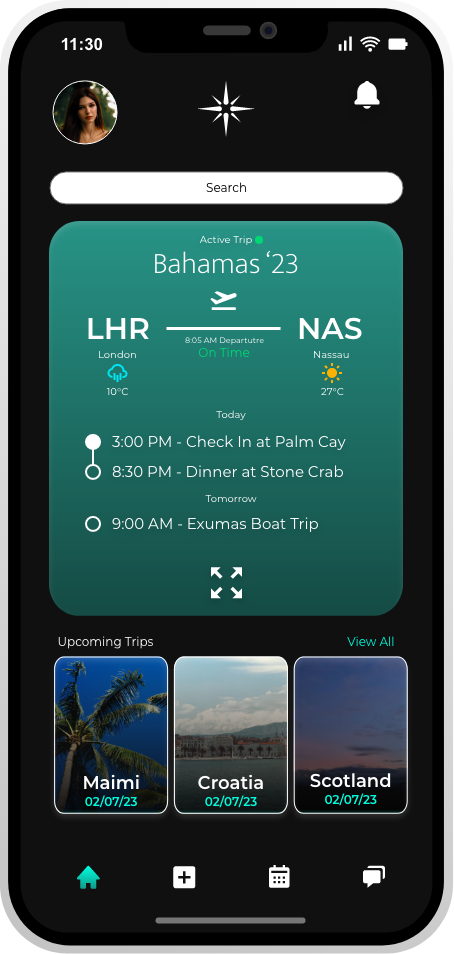 11:30
Search
Active Trip
Bahamas ‘23
LHR
NAS
8:05 AM Departutre
On Time
London
Nassau
10°C
27°C
Today
3:00 PM - Check In at Palm Cay
8:30 PM - Dinner at Stone Crab
Tomorrow
9:00 AM - Exumas Boat Trip
Upcoming Trips
View All
Maimi
02/07/23
Croatia
02/07/23
Scotland
02/07/23